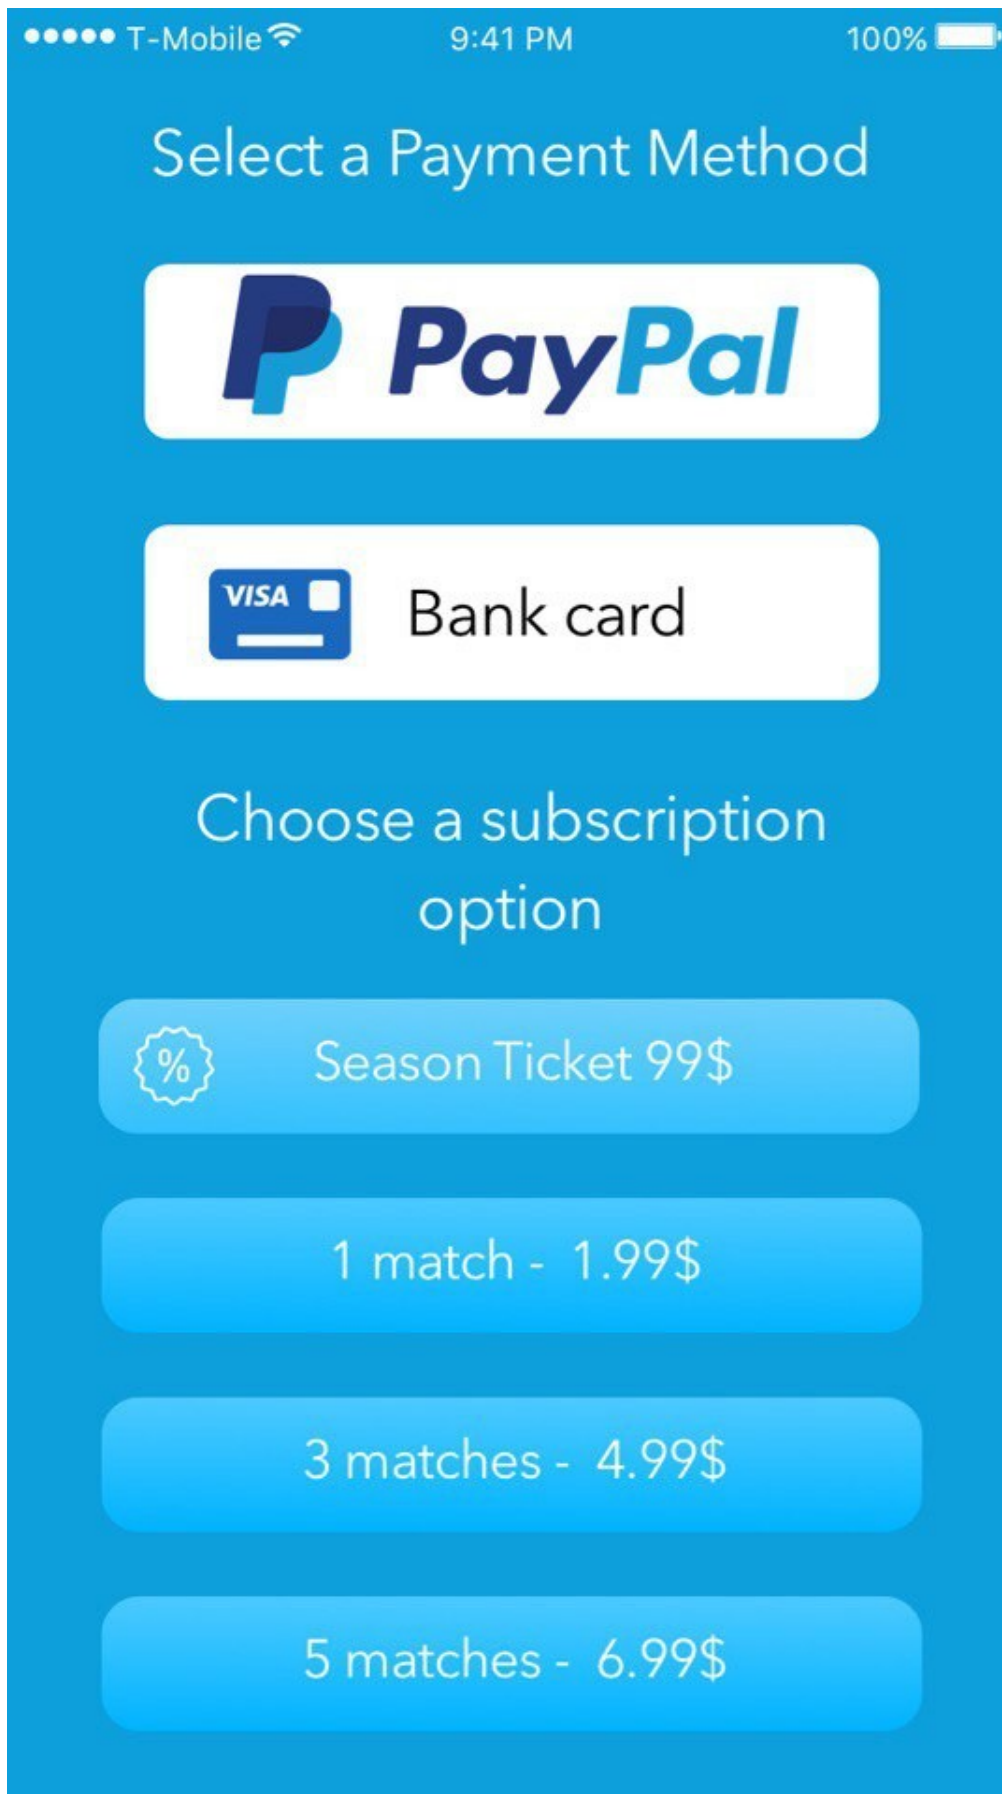 T-Mobile 9:41 PM 100%
Select a Payment Method
PayPal
VISA Bank card
Choose a subscription
option
% Season Ticket 99$
1 match - 1.99$
3 matches - 4.99$
5 matches - 6.99$